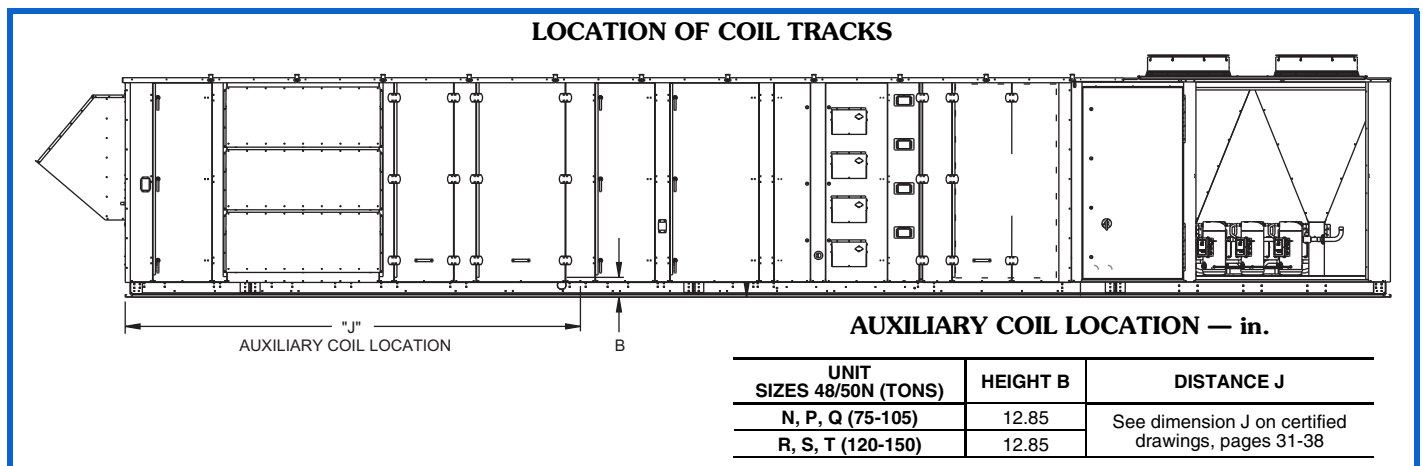 LOCATION OF COIL TRACKS
"J"
AUXILIARY COIL LOCATION
B
AUXILIARY COIL LOCATION — in.
UNIT SIZES 48/50N (TONS) HEIGHT B DISTANCE J
N, P, Q (75-105) 12.85 See dimension J on certified drawings, pages 31-38
R, S, T (120-150) 12.85